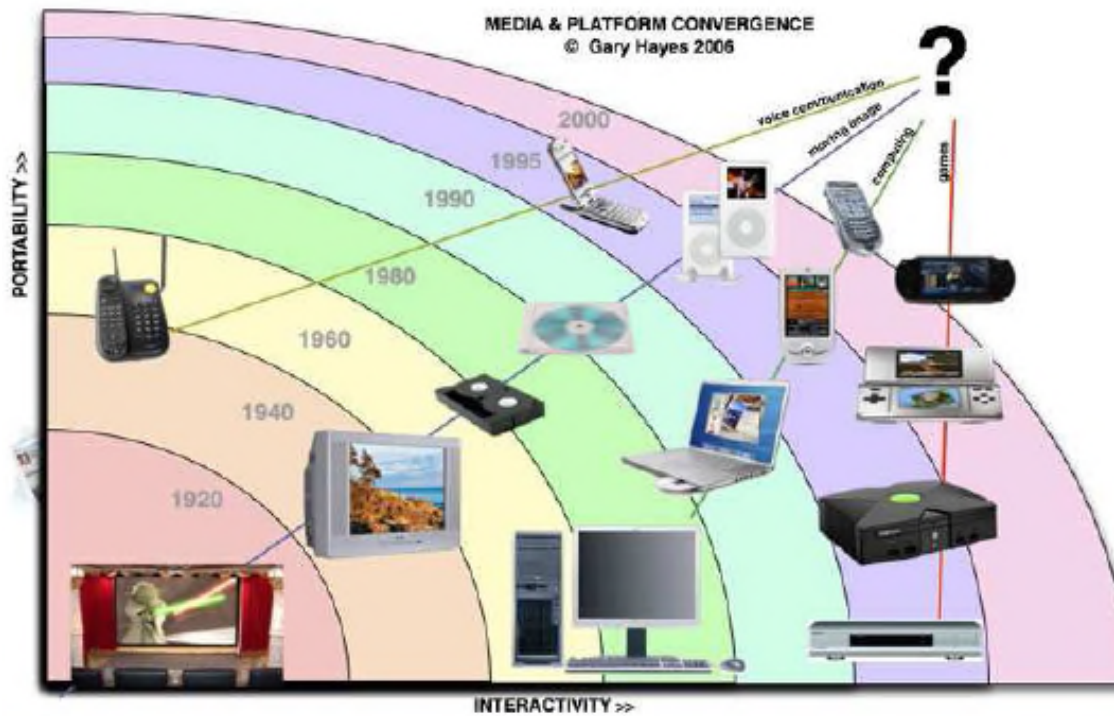 MEDIA & PLATFORM CONVERGENCE
© Gary Hayes 2006
?
voice communication
moving image
computing
games
2000
1995
1990
1980
1960
1940
1920
PORTABILITY >>
INTERACTIVITY >>